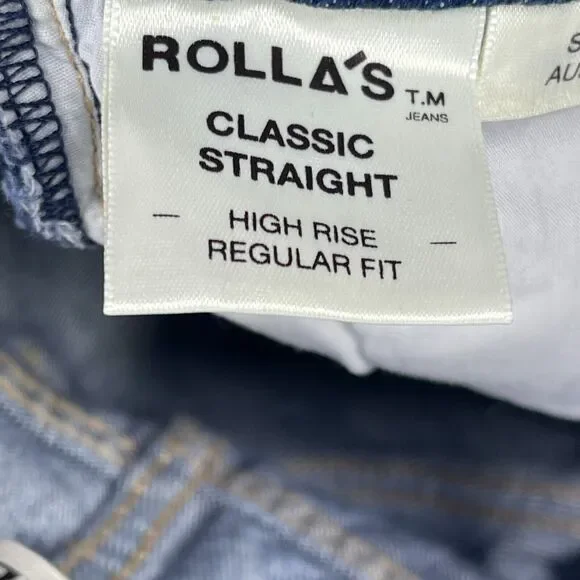 ROLLA'S T.M
JEANS
CLASSIC
STRAIGHT
— HIGH RISE —
REGULAR FIT